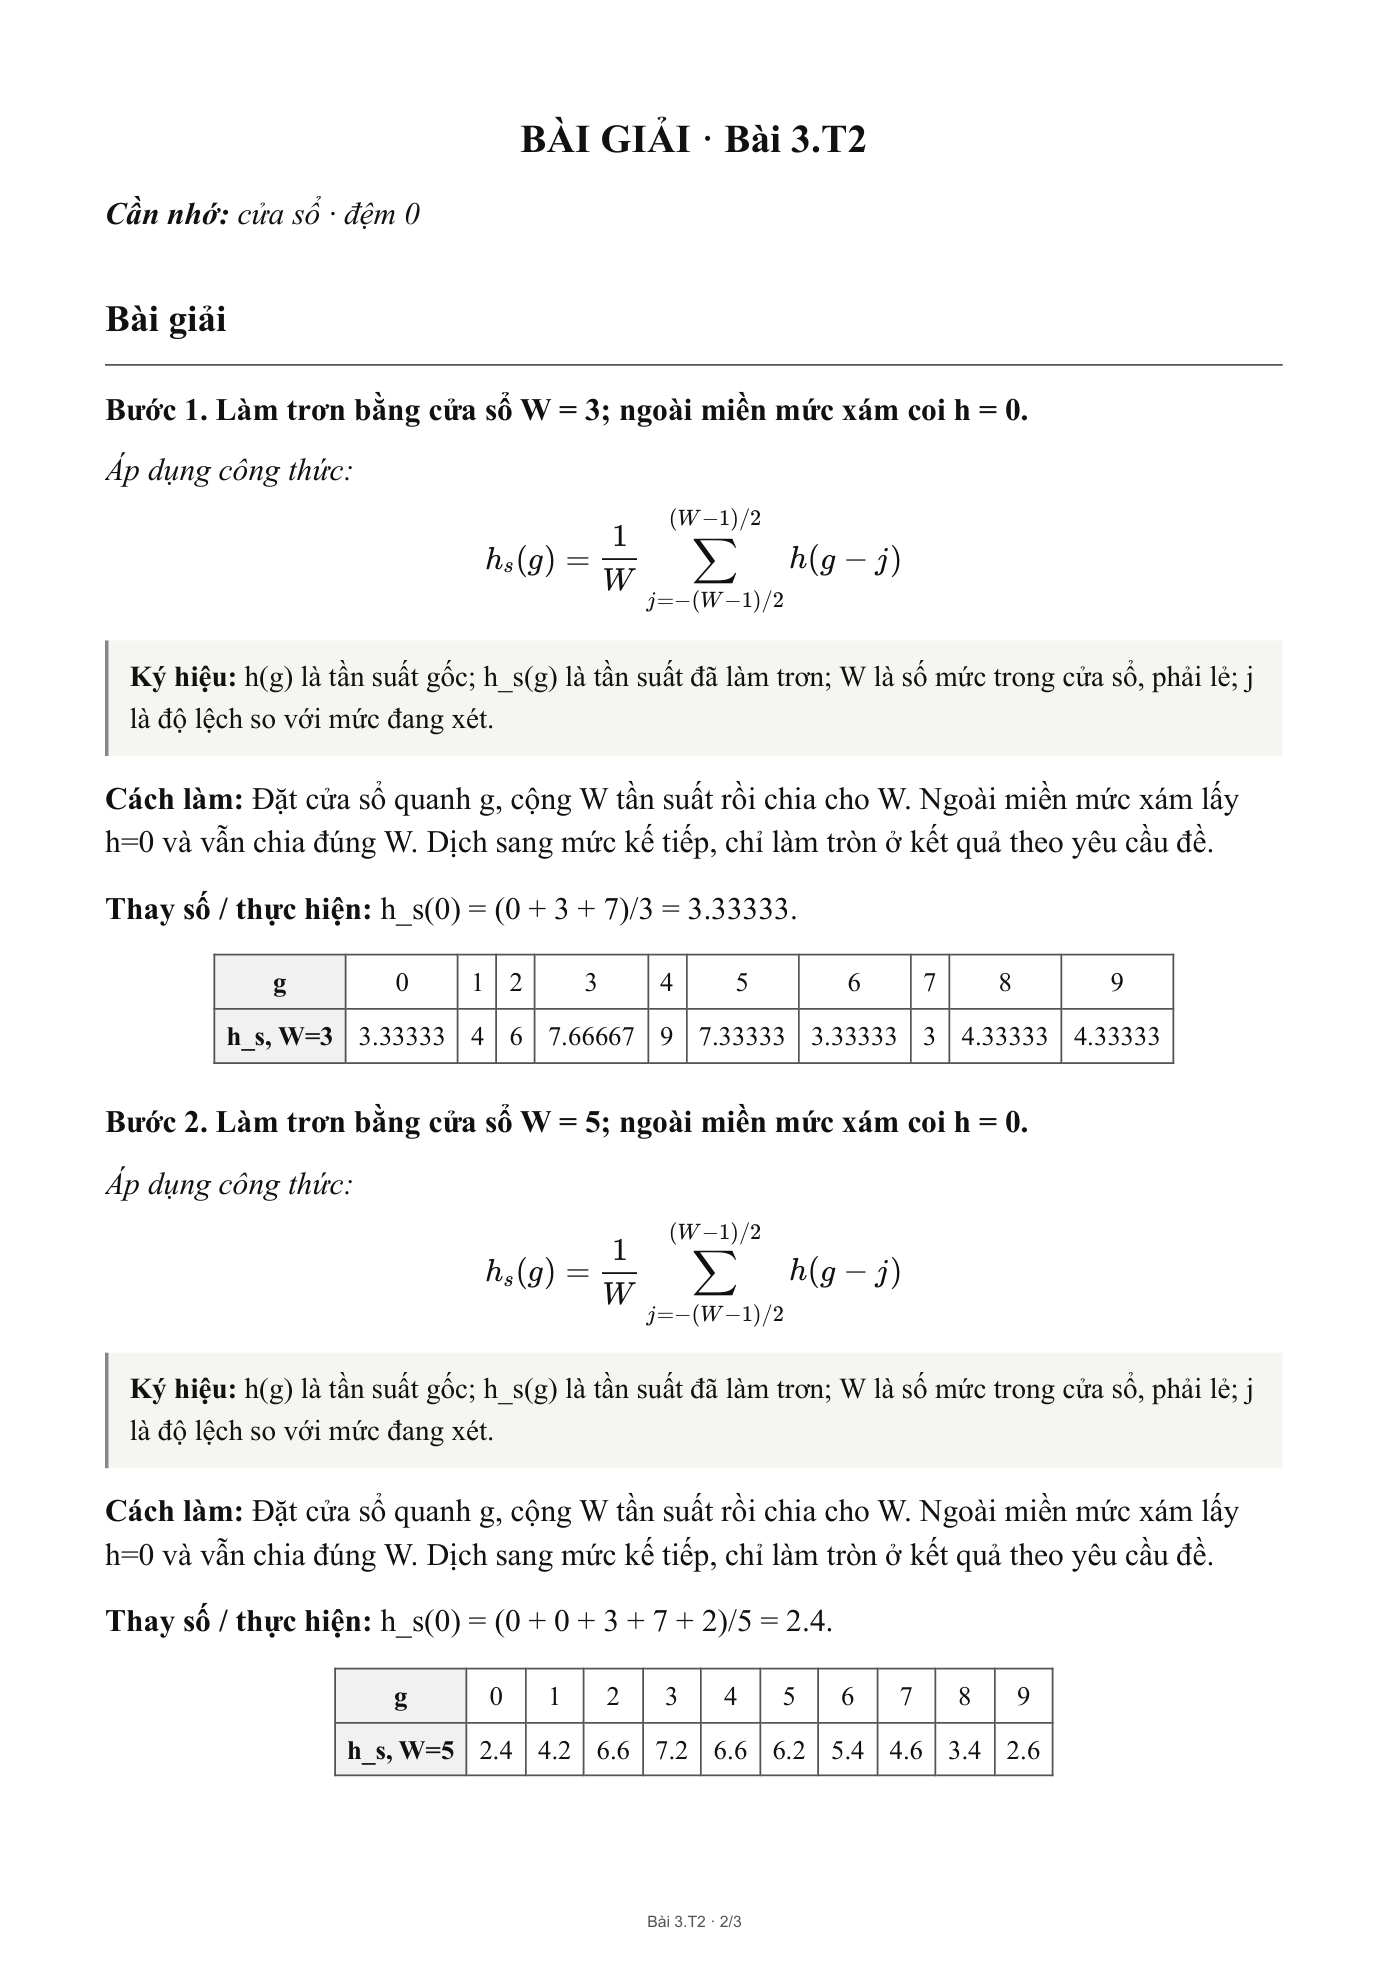 BÀI GIẢI · Bài 3.T2
Cần nhớ: cửa sổ · đệm 0
Bài giải
Bước 1. Làm trơn bằng cửa sổ W = 3; ngoài miền mức xám coi h = 0.
Áp dụng công thức:
h_s(g) = \frac{1}{W} \sum_{j=-(W-1)/2}^{(W-1)/2} h(g − j)
Ký hiệu: h(g) là tần suất gốc; h_s(g) là tần suất đã làm trơn; W là số mức trong cửa sổ, phải lẻ; j
là độ lệch so với mức đang xét.
Cách làm: Đặt cửa sổ quanh g, cộng W tần suất rồi chia cho W. Ngoài miền mức xám lấy
h=0 và vẫn chia đúng W. Dịch sang mức kế tiếp, chỉ làm tròn ở kết quả theo yêu cầu đề.
Thay số / thực hiện: h_s(0) = (0 + 3 + 7)/3 = 3.33333.
g 0 1 2 3 4 5 6 7 8 9
h_s, W=3 3.33333 4 6 7.66667 9 7.33333 3.33333 3 4.33333 4.33333
Bước 2. Làm trơn bằng cửa sổ W = 5; ngoài miền mức xám coi h = 0.
Áp dụng công thức:
h_s(g) = \frac{1}{W} \sum_{j=-(W-1)/2}^{(W-1)/2} h(g − j)
Ký hiệu: h(g) là tần suất gốc; h_s(g) là tần suất đã làm trơn; W là số mức trong cửa sổ, phải lẻ; j
là độ lệch so với mức đang xét.
Cách làm: Đặt cửa sổ quanh g, cộng W tần suất rồi chia cho W. Ngoài miền mức xám lấy
h=0 và vẫn chia đúng W. Dịch sang mức kế tiếp, chỉ làm tròn ở kết quả theo yêu cầu đề.
Thay số / thực hiện: h_s(0) = (0 + 0 + 3 + 7 + 2)/5 = 2.4.
g 0 1 2 3 4 5 6 7 8 9
h_s, W=5 2.4 4.2 6.6 7.2 6.6 6.2 5.4 4.6 3.4 2.6
Bài 3.T2 · 2/3